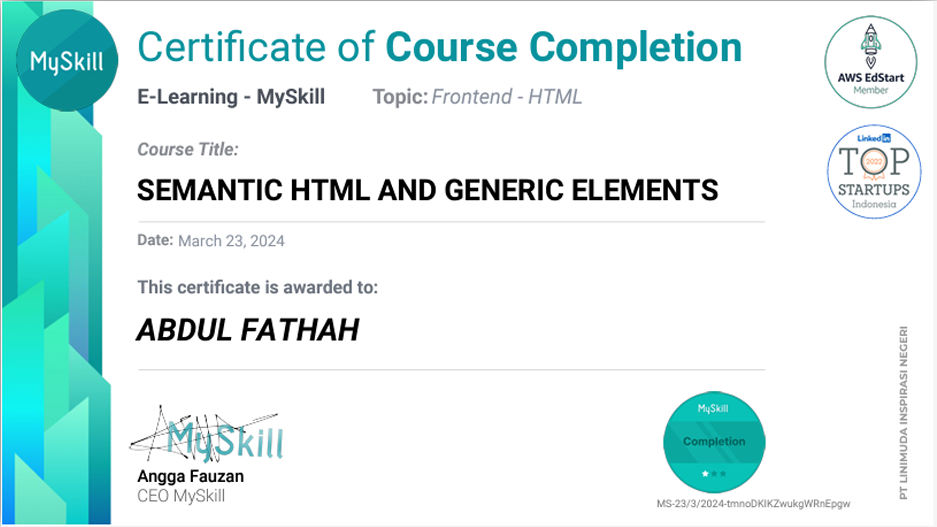 MySkill
Certificate of Course Completion
E-Learning - MySkill Topic: Frontend - HTML
AWS EdStart
Member
Course Title:
LinkedIn
TOP
2022
STARTUPS
Indonesia
SEMANTIC HTML AND GENERIC ELEMENTS
Date: March 23, 2024
This certificate is awarded to:
ABDUL FATHAH
PT LINIMUDA INSPIRASI NEGERI
MySkill
Angga Fauzan
CEO MySkill
MySkill
Completion
MS-23/3/2024-tmnoDKIKZwukgWRnEpgw